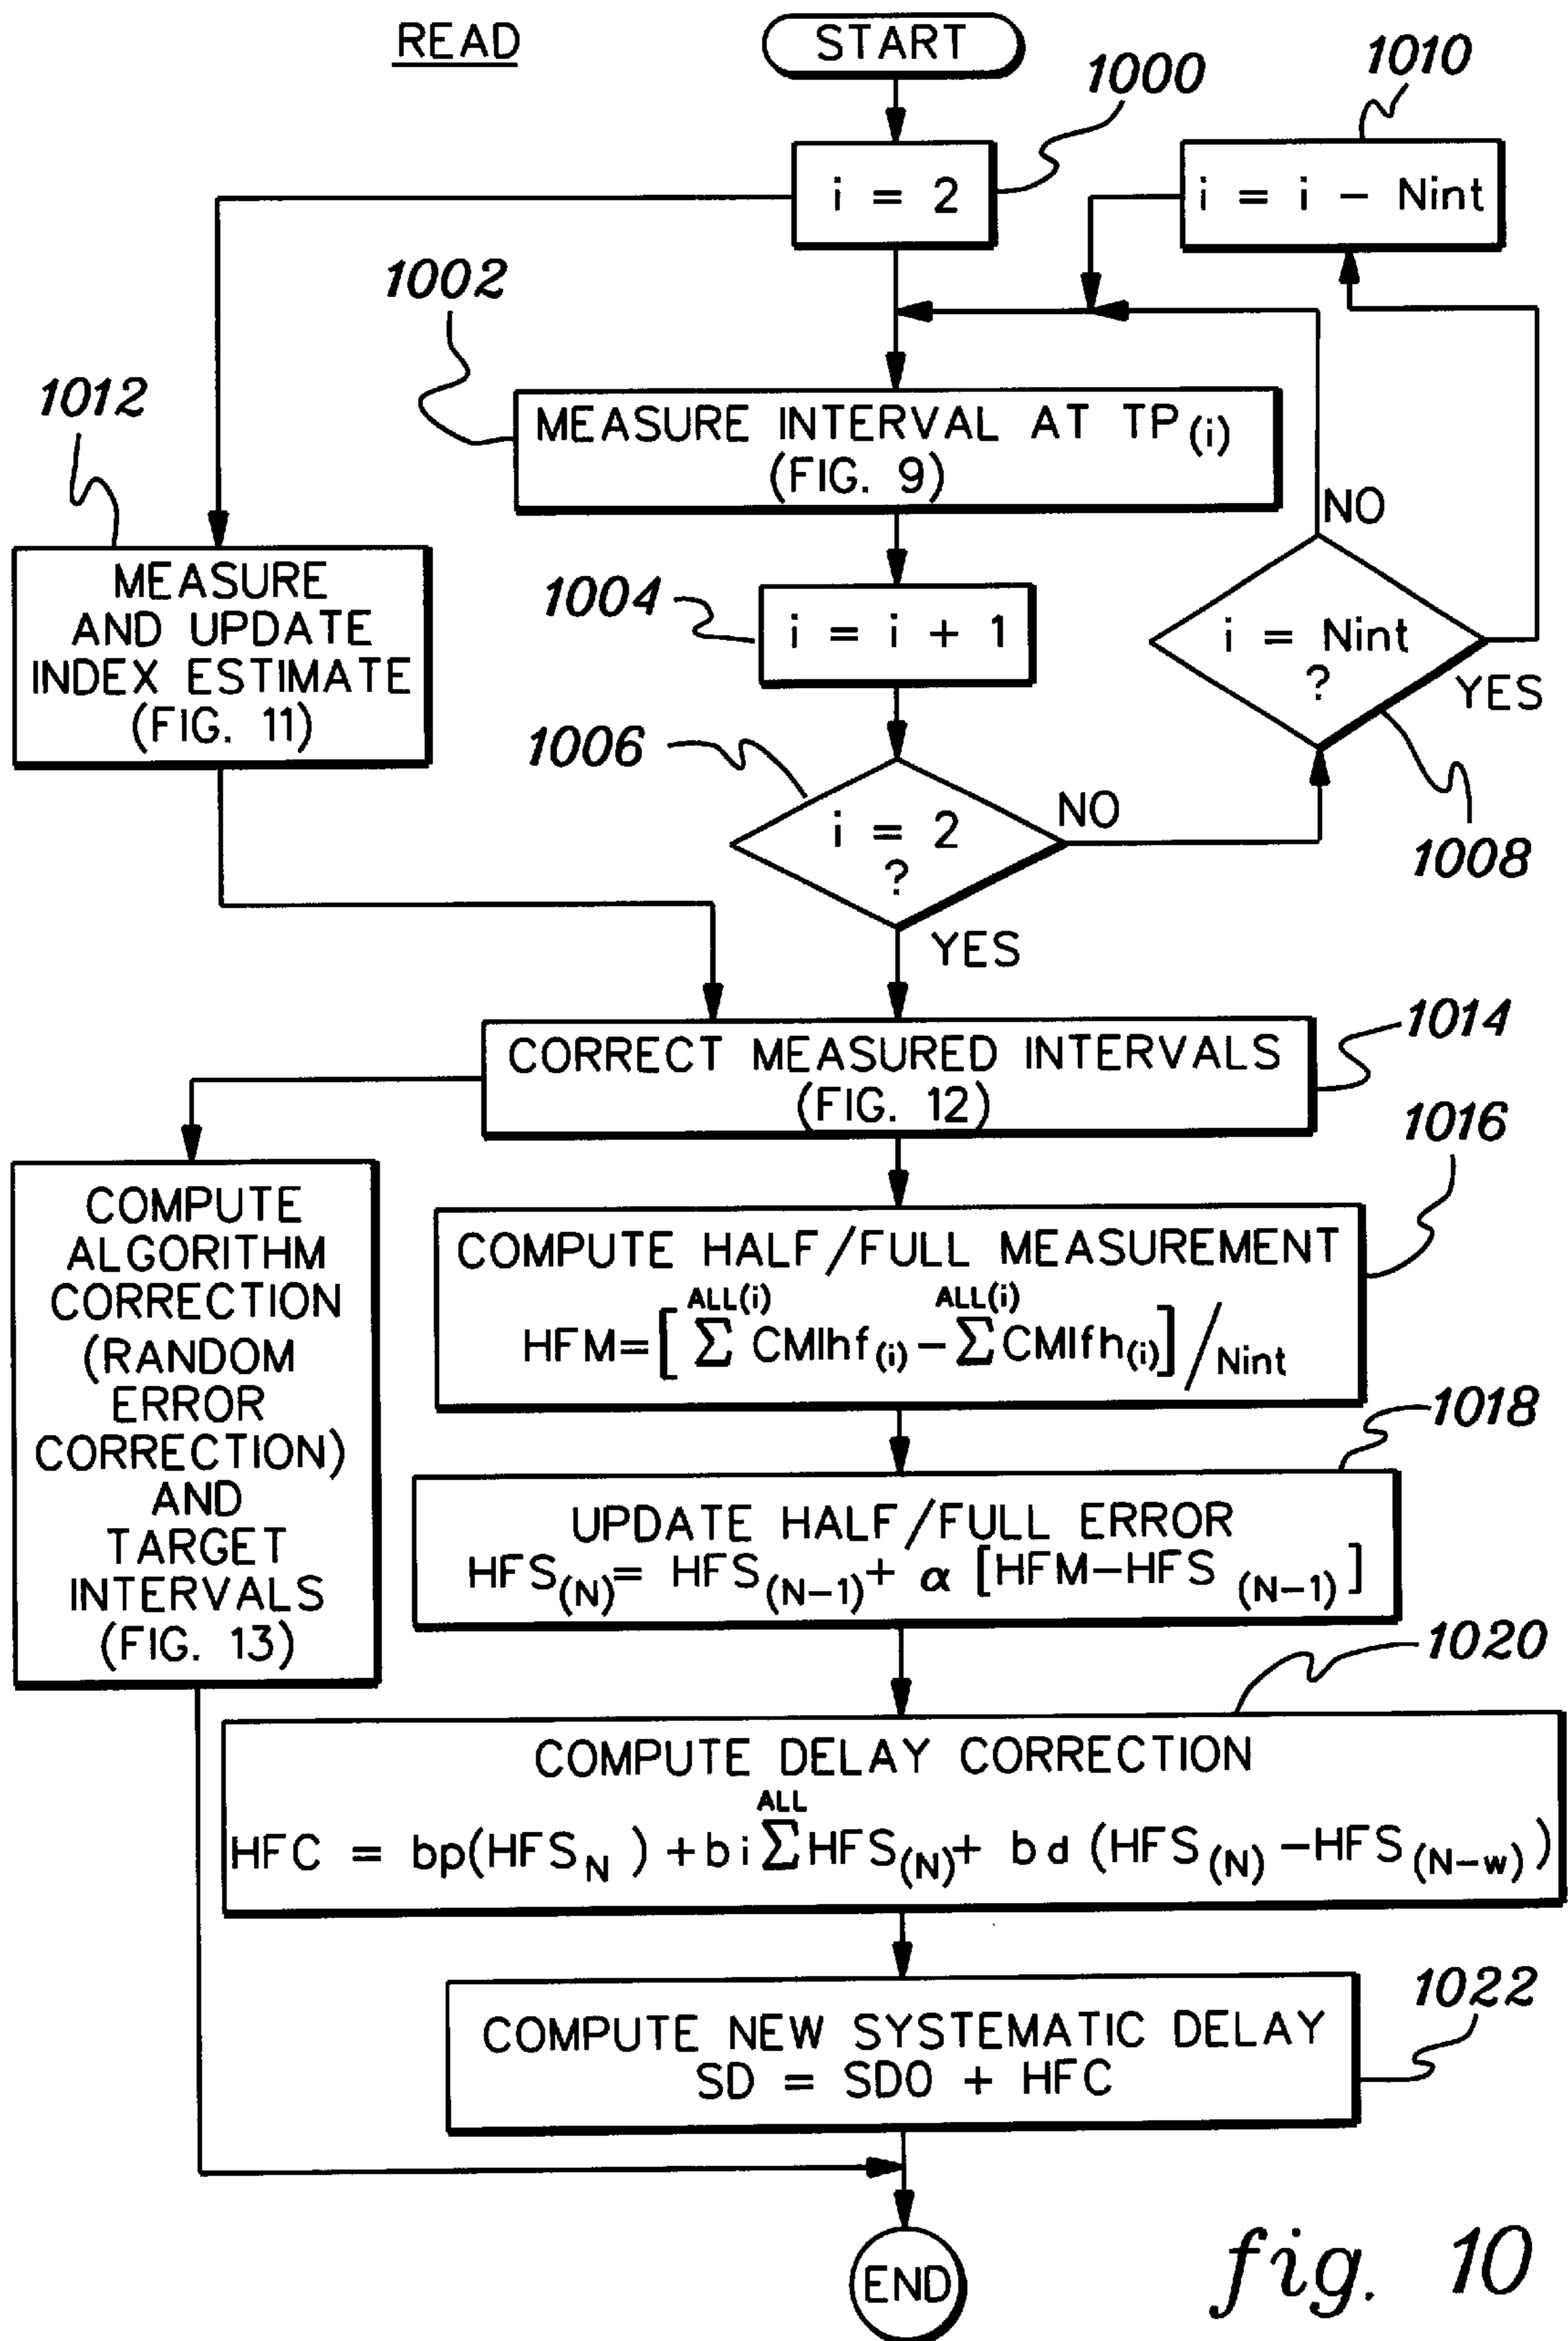 READ
START
1000
1010
i = 2
i = i − Nint
1002
MEASURE INTERVAL AT TP(i)
(FIG. 9)
1012
NO
MEASURE
AND UPDATE
INDEX ESTIMATE
(FIG. 11)
1004
i = i + 1
i = Nint
?
YES
1006
i = 2
?
NO
1008
YES
CORRECT MEASURED INTERVALS
(FIG. 12)
1014
1016
COMPUTE
ALGORITHM
CORRECTION
(RANDOM
ERROR
CORRECTION)
AND
TARGET
INTERVALS
(FIG. 13)
COMPUTE HALF/FULL MEASUREMENT
ALL(i) ALL(i)
HFM=[ Σ CMIhf(i) − Σ CMIfh(i)] / Nint
1018
UPDATE HALF/FULL ERROR
HFS(N)= HFS(N−1)+ α [HFM−HFS (N−1)]
1020
COMPUTE DELAY CORRECTION
ALL
HFC = bp(HFSN ) + bi Σ HFS(N)+ bd (HFS(N) −HFS(N−w))
1022
COMPUTE NEW SYSTEMATIC DELAY
SD = SD0 + HFC
END
fig. 10